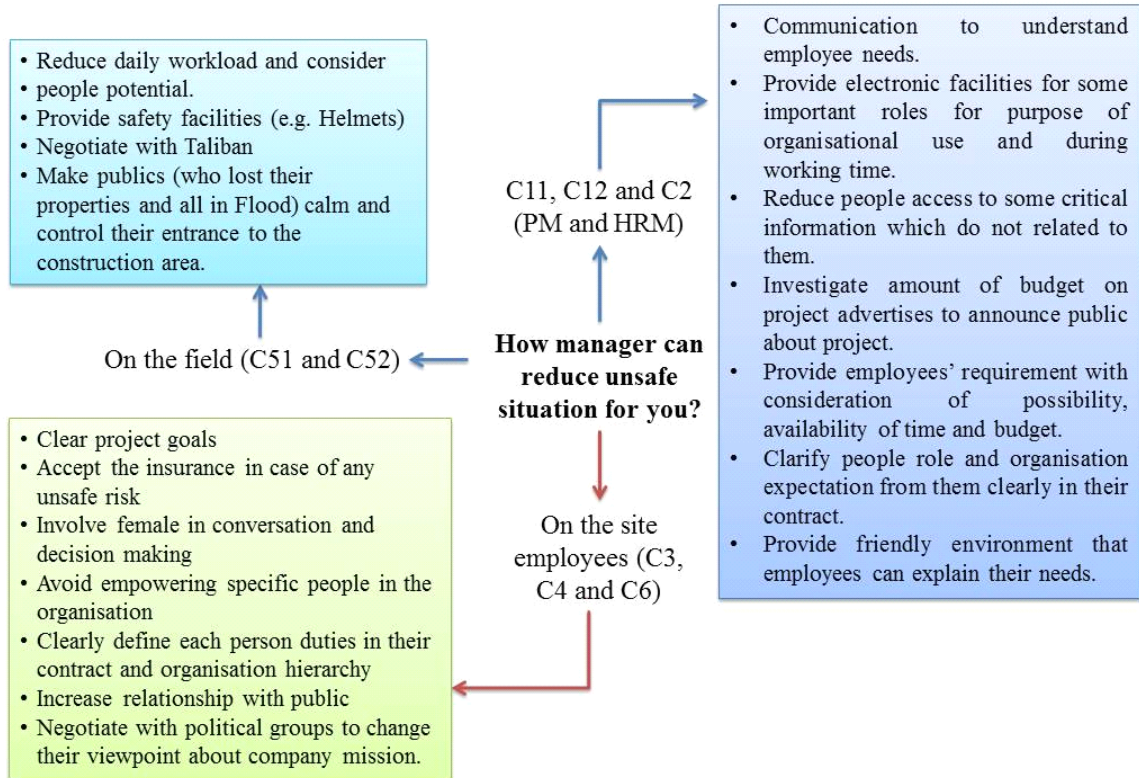 • Reduce daily workload and consider
• people potential.
• Provide safety facilities (e.g. Helmets)
• Negotiate with Taliban
• Make publics (who lost their
properties and all in Flood) calm and
control their entrance to the
construction area.
• Communication to understand
employee needs.
• Provide electronic facilities for some
important roles for purpose of
organisational use and during
working time.
• Reduce people access to some critical
information which do not related to
them.
• Investigate amount of budget on
project advertises to announce public
about project.
• Provide employees’ requirement with
consideration of possibility,
availability of time and budget.
• Clarify people role and organisation
expectation from them clearly in their
contract.
• Provide friendly environment that
employees can explain their needs.
C11, C12 and C2
(PM and HRM)
On the field (C51 and C52)
How manager can
reduce unsafe
situation for you?
On the site
employees (C3,
C4 and C6)
• Clear project goals
• Accept the insurance in case of any
unsafe risk
• Involve female in conversation and
decision making
• Avoid empowering specific people in the
organisation
• Clearly define each person duties in their
contract and organisation hierarchy
• Increase relationship with public
• Negotiate with political groups to change
their viewpoint about company mission.